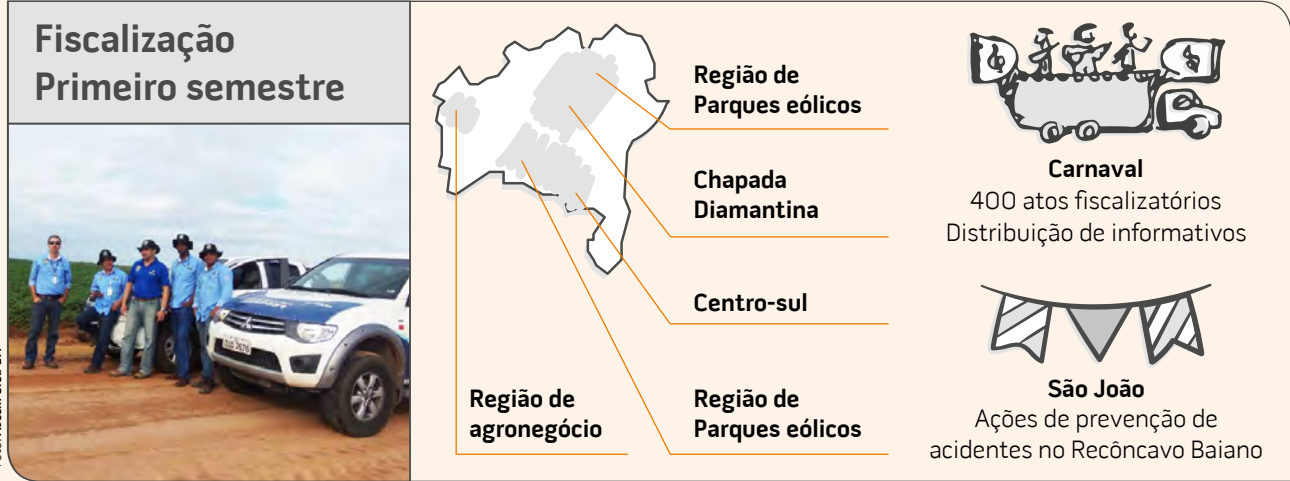 Fiscalização
Primeiro semestre
Região de
Parques eólicos
Chapada
Diamantina
Centro-sul
Região de
agronegócio
Região de
Parques eólicos
Carnaval
400 atos fiscalizatórios
Distribuição de informativos
São João
Ações de prevenção de
acidentes no Recôncavo Baiano